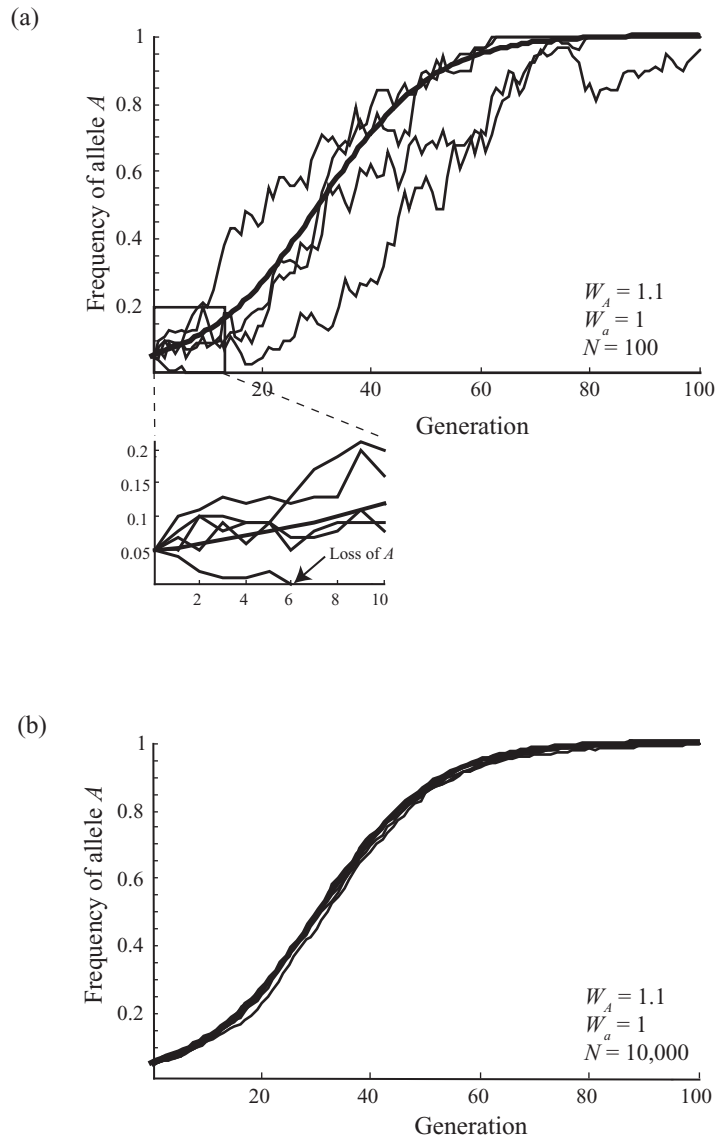 (a)
1
0.8
0.6
0.4
0.2
Frequency of allele A
W_A = 1.1
W_a = 1
N = 100
20
40
60
80
100
Generation
0.2
0.15
0.1
0.05
Loss of A
2
4
6
8
10
(b)
1
0.8
0.6
0.4
0.2
Frequency of allele A
W_A = 1.1
W_a = 1
N = 10,000
20
40
60
80
100
Generation